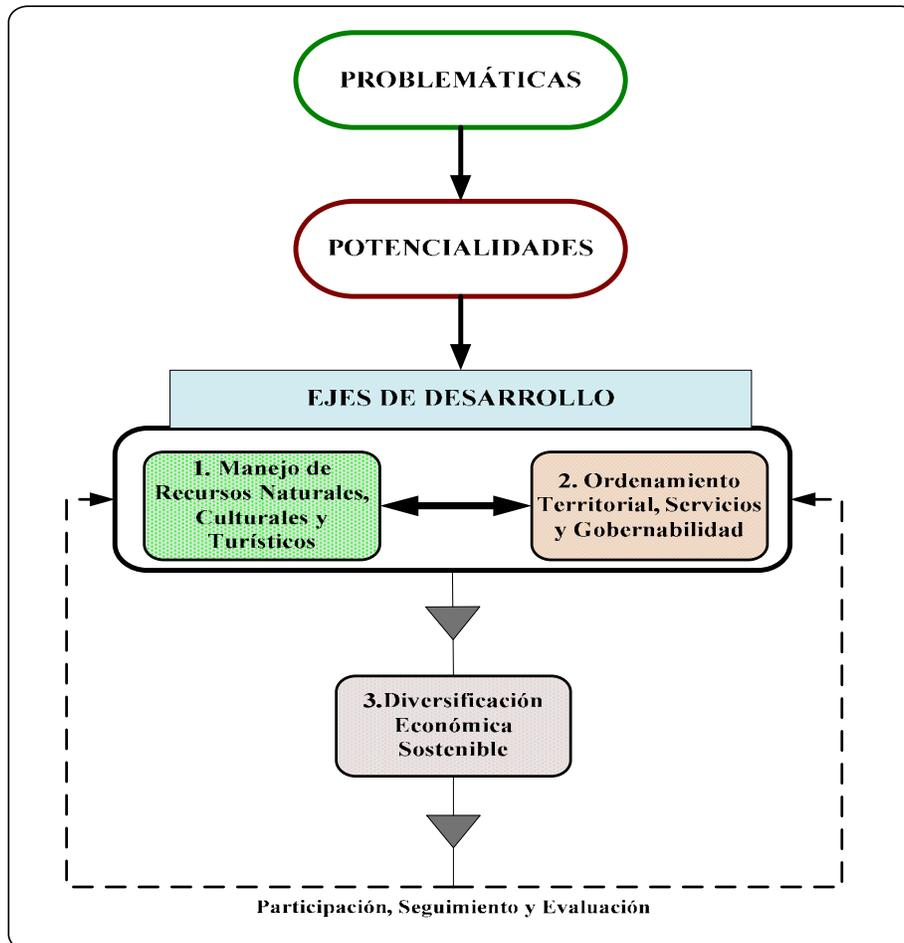 PROBLEMÁTICAS
POTENCIALIDADES
EJES DE DESARROLLO
1. Manejo de
Recursos Naturales,
Culturales y
Turísticos
2. Ordenamiento
Territorial, Servicios
y Gobernabilidad
3.Diversificación
Económica
Sostenible
Participación, Seguimiento y Evaluación